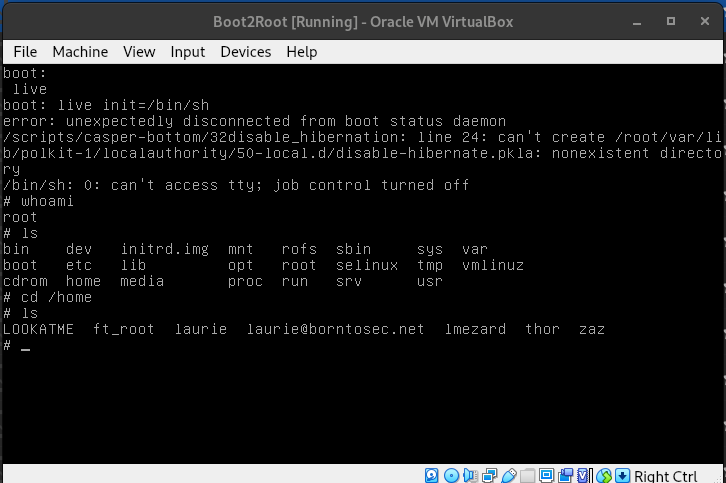 Boot2Root [Running] - Oracle VM VirtualBox
File Machine View Input Devices Help
boot:
 live
boot: live init=/bin/sh
error: unexpectedly disconnected from boot status daemon
/scripts/casper-bottom/32disable_hibernation: line 24: can't create /root/var/li
b/polkit-1/localauthority/50-local.d/disable-hibernate.pkla: nonexistent directo
ry
/bin/sh: 0: can't access tty; job control turned off
# whoami
root
# ls
bin dev initrd.img mnt rofs sbin sys var
boot etc lib opt root selinux tmp vmlinuz
cdrom home media proc run srv usr
# cd /home
# ls
LOOKATME ft_root laurie laurie@borntosec.net lmezard thor zaz
# _
Right Ctrl